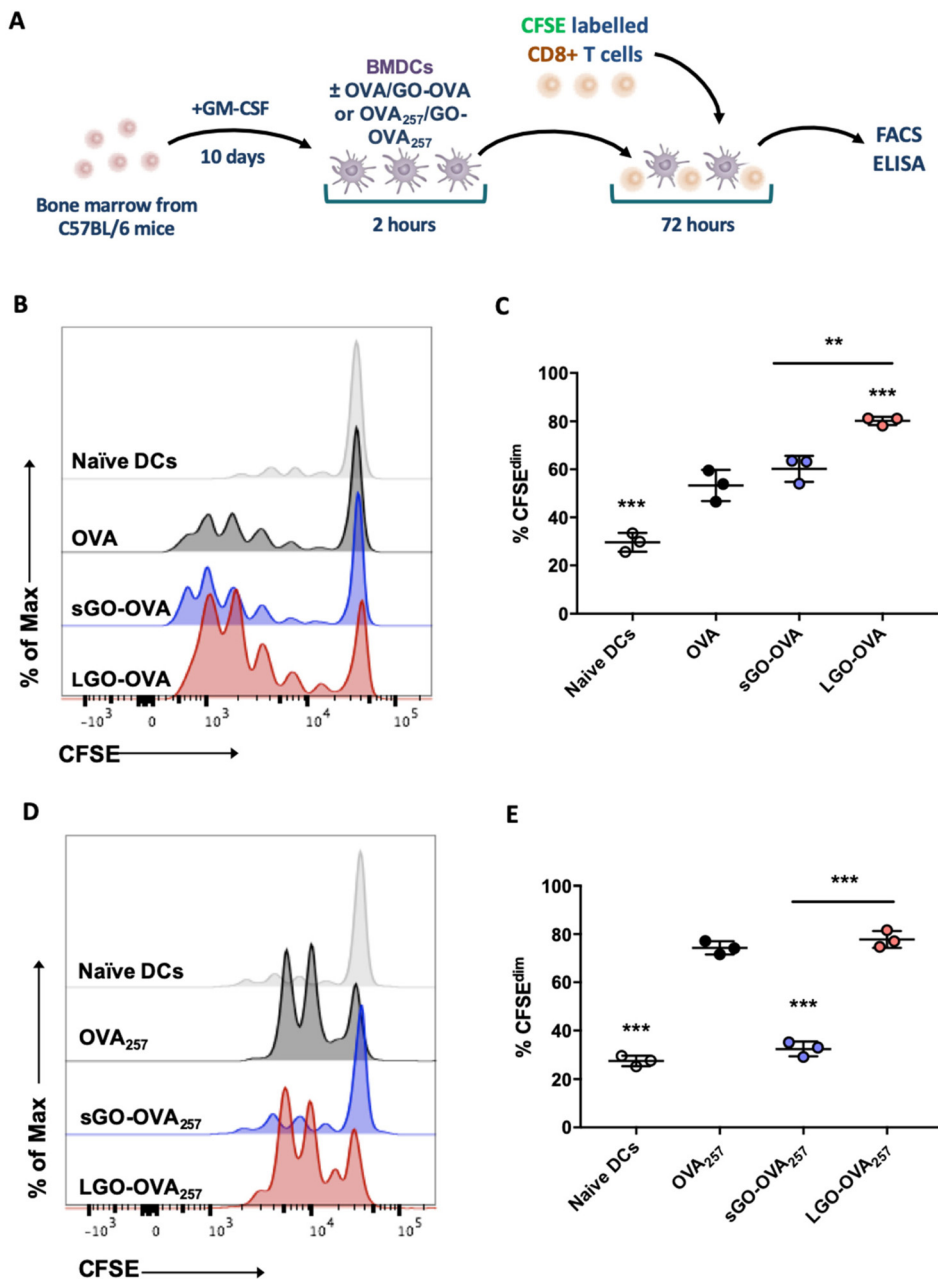 A
+GM-CSF
10 days
Bone marrow from
C57BL/6 mice
BMDCs
± OVA/GO-OVA
or OVA₂₅₇/GO-
OVA₂₅₇
2 hours
CFSE labelled
CD8+ T cells
72 hours
FACS
ELISA
B
% of Max
Naïve DCs
OVA
sGO-OVA
LGO-OVA
-10³ 0 10³ 10⁴ 10⁵
CFSE
C
% CFSEᵈⁱᵐ
100
80
60
40
20
0
***
**
***
Naive DCs
OVA
sGO-OVA
LGO-OVA
D
% of Max
Naïve DCs
OVA₂₅₇
sGO-OVA₂₅₇
LGO-OVA₂₅₇
-10³ 0 10³ 10⁴ 10⁵
CFSE
E
% CFSEᵈⁱᵐ
100
80
60
40
20
0
***
***
***
Naive DCs
OVA₂₅₇
sGO-OVA₂₅₇
LGO-OVA₂₅₇